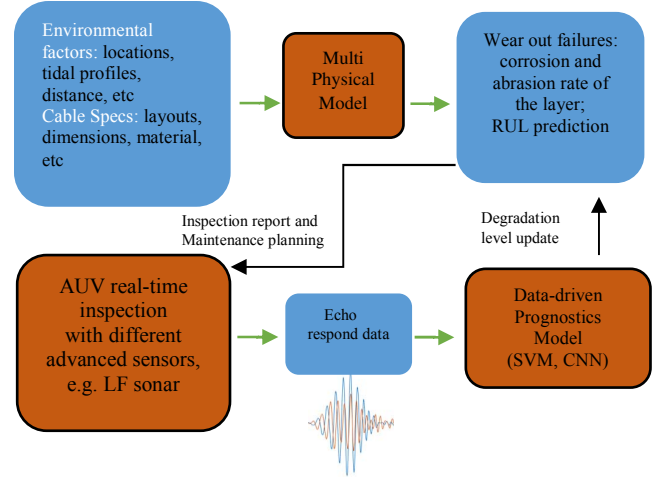 Environmental
factors: locations,
tidal profiles,
distance, etc
Cable Specs: layouts,
dimensions, material,
etc
Multi
Physical
Model
Wear out failures:
corrosion and
abrasion rate of
the layer;
RUL prediction
Inspection report and
Maintenance planning
Degradation
level update
AUV real-time
inspection
with different
advanced sensors,
e.g. LF sonar
Echo
respond data
Data-driven
Prognostics
Model
(SVM, CNN)